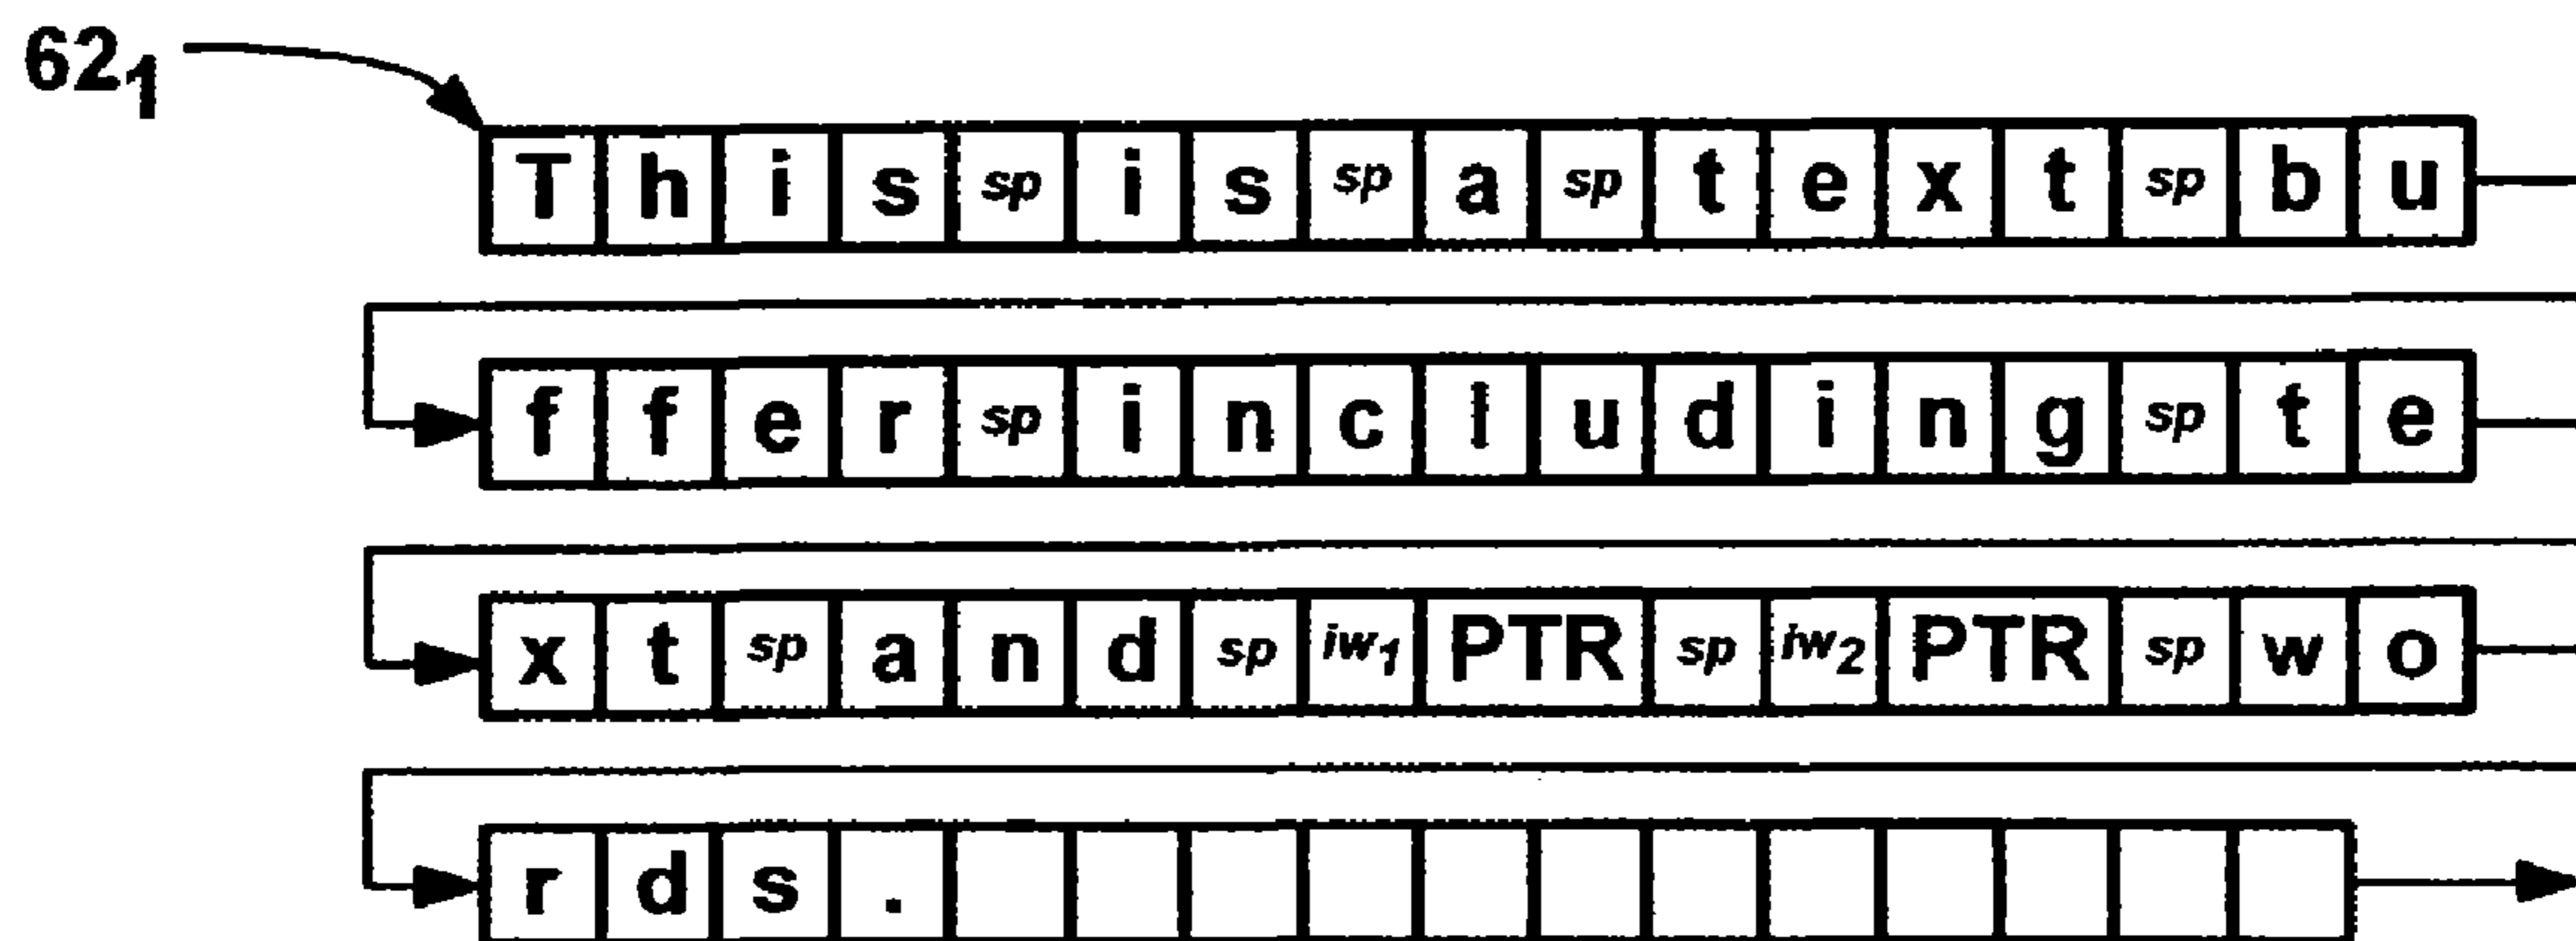 62₁
T h i s sp i s sp a sp t e x t sp b u
f f e r sp i n c l u d i n g sp t e
x t sp a n d sp iw₁ PTR sp iw₂ PTR sp w o
r d s .